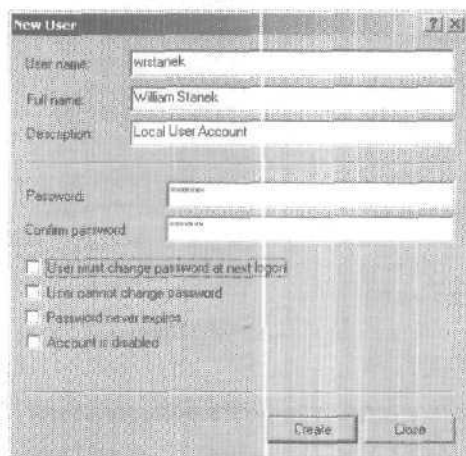 New User
User name: wrstanek
Full name: William Stanek
Description: Local User Account
Password:
Confirm password:
User must change password at next logon
User cannot change password
Password never expires
Account is disabled
Create Close